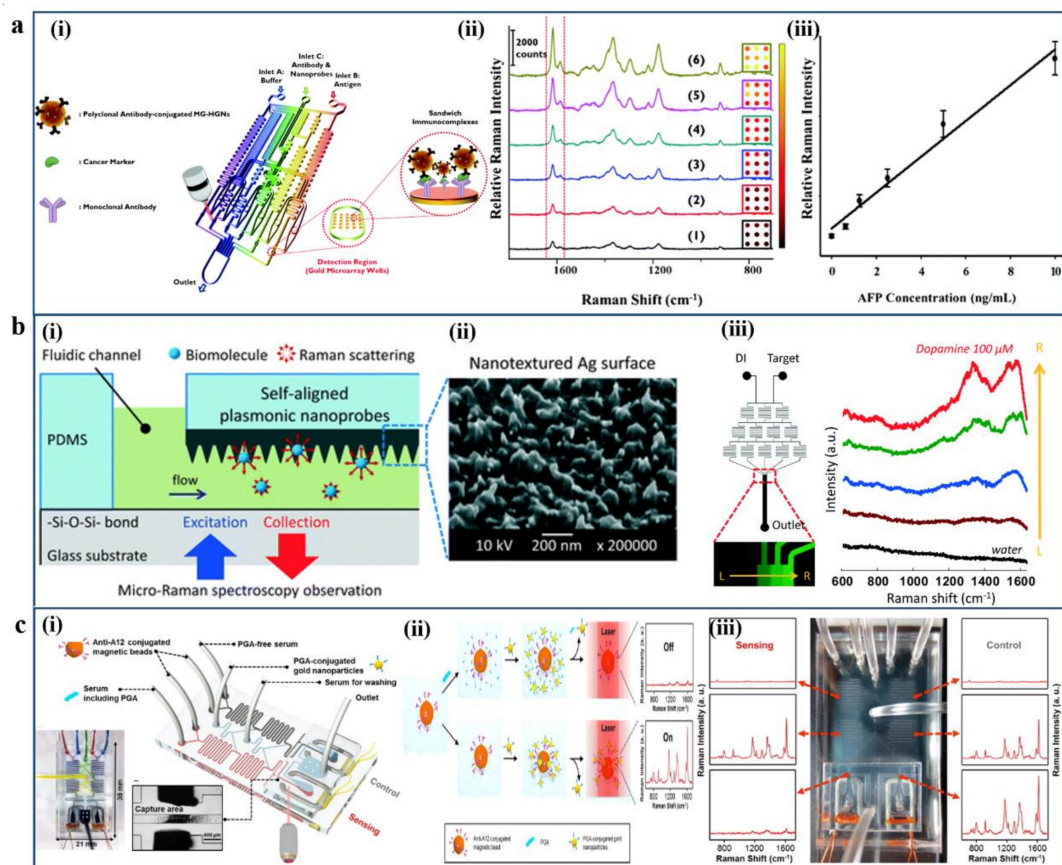 a
(i)
Inlet C:
Antibody &
Nanoprobes
Inlet A:
Buffer
Inlet B:
Antigen
: Polyclonal Antibody-conjugated MG-HGNs
: Cancer Marker
: Monoclonal Antibody
Sandwich
Immunocomplexes
Detection Region
(Gold Microarray Wells)
Outlet
(ii)
2000
counts
(6)
(5)
(4)
(3)
(2)
(1)
Relative Raman Intensity
1600
1200
800
Raman Shift (cm⁻¹)
(iii)
Relative Raman Intensity
0
2
4
6
8
10
AFP Concentration (ng/mL)
b
(i)
Fluidic channel
Biomolecule
Raman scattering
PDMS
Self-aligned
plasmonic nanoprobes
flow
-Si-O-Si- bond
Glass substrate
Excitation
Collection
Micro-Raman spectroscopy observation
(ii)
Nanotextured Ag surface
10 kV 200 nm x 200000
(iii)
DI
Target
Outlet
L
R
Dopamine 100 µM
R
L
water
Intensity (a.u.)
600
800
1000
1200
1400
1600
Raman shift (cm⁻¹)
c
(i)
Anti-A12 conjugated
magnetic beads
PGA-free serum
PGA-conjugated
gold nanoparticles
Serum for washing
Serum
including PGA
Outlet
Control
Sensing
38 mm
21 mm
Capture area
400 µm
(ii)
Laser
Raman Intensity (a. u.)
Off
800 1200 1600
Raman Shift (cm⁻¹)
Laser
Raman Intensity (a. u.)
On
800 1200 1600
Raman Shift (cm⁻¹)
Anti-A12 conjugated
magnetic bead
PGA
PGA-conjugated gold
nanoparticles
(iii)
Sensing
Control
Raman Intensity (a. u.)
Raman Intensity (a. u.)
800 1200 1600
Raman Shift (cm⁻¹)
800 1200 1600
Raman Shift (cm⁻¹)